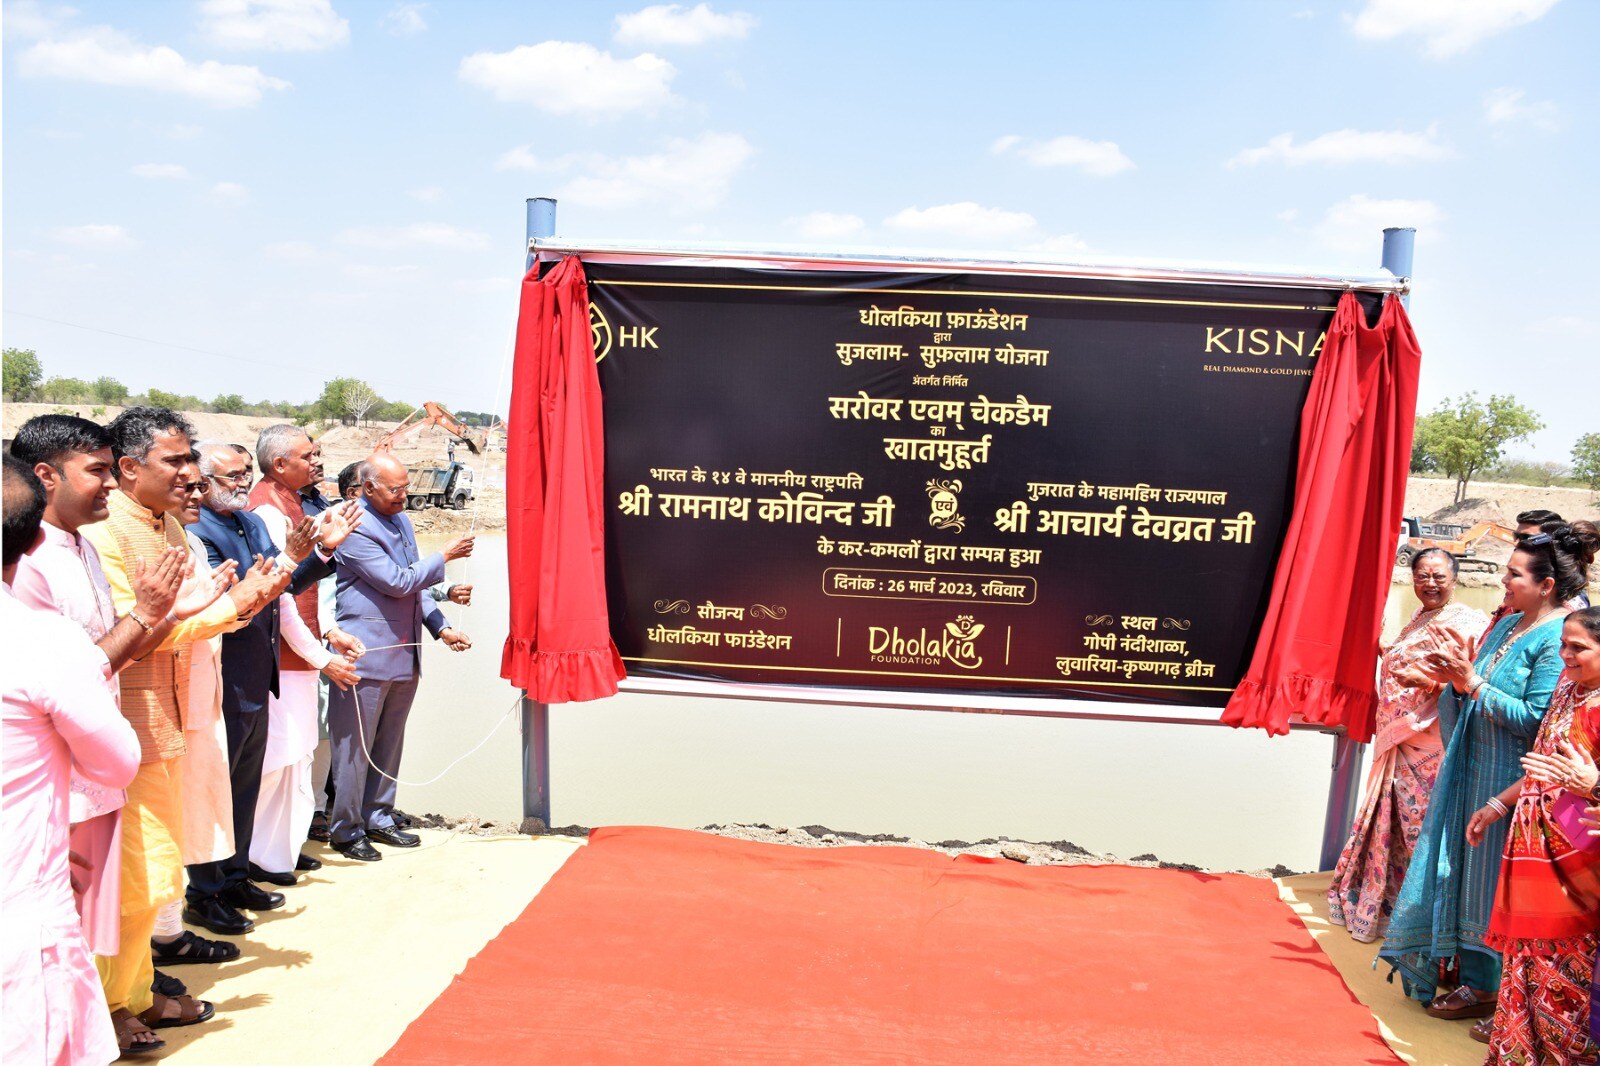 HK
धोलकिया फ़ाऊंडेशन
द्वारा
सुजलाम- सुफ़लाम योजना
अंतर्गत निर्मित
KISNA
REAL DIAMOND & GOLD JEWE
सरोवर एवम् चेकडैम
का
खातमुहूर्त
भारत के १४ वे माननीय राष्ट्रपति
श्री रामनाथ कोविन्द जी
एवं
गुजरात के महामहिम राज्यपाल
श्री आचार्य देवव्रत जी
के कर-कमलों द्वारा सम्पन्न हुआ
दिनांक : 26 मार्च 2023, रविवार
सौजन्य
धोलकिया फाउंडेशन
Dholakia
FOUNDATION
स्थल
गोपी नंदीशाळा,
लुवारिया-कृष्णगढ़ ब्रीज